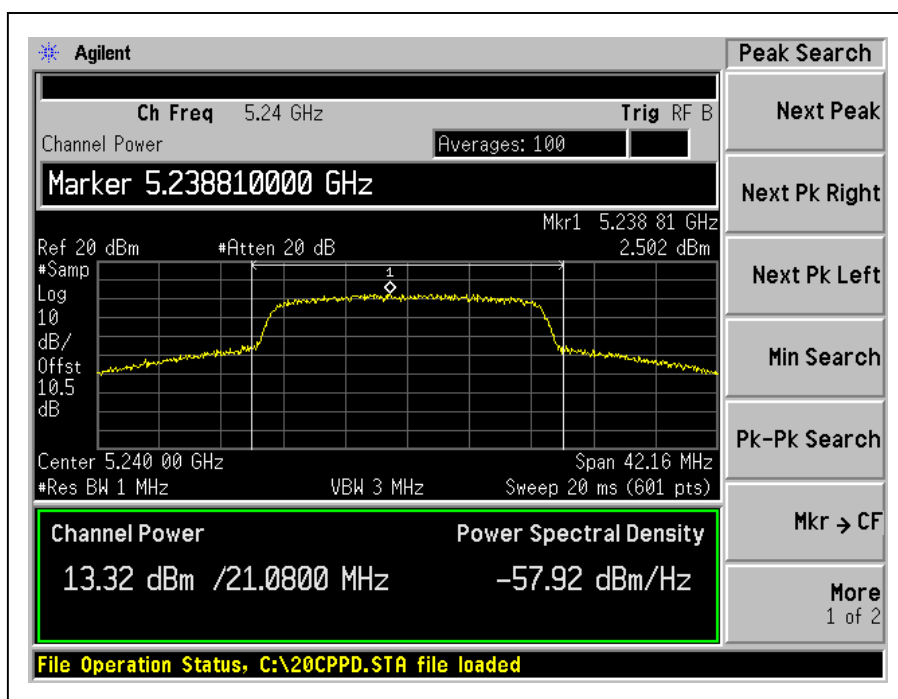 Agilent
Peak Search
Ch Freq 5.24 GHz Trig RF B
Channel Power Averages: 100
Marker 5.238810000 GHz
Mkr1 5.238 81 GHz
Ref 20 dBm #Atten 20 dB 2.502 dBm
#Samp
Log
10
dB/
Offst
10.5
dB
1
Center 5.240 00 GHz Span 42.16 MHz
#Res BW 1 MHz VBW 3 MHz Sweep 20 ms (601 pts)
Channel Power Power Spectral Density
13.32 dBm /21.0800 MHz -57.92 dBm/Hz
File Operation Status, C:\20CPPD.STA file loaded
Next Peak
Next Pk Right
Next Pk Left
Min Search
Pk-Pk Search
Mkr → CF
More
1 of 2